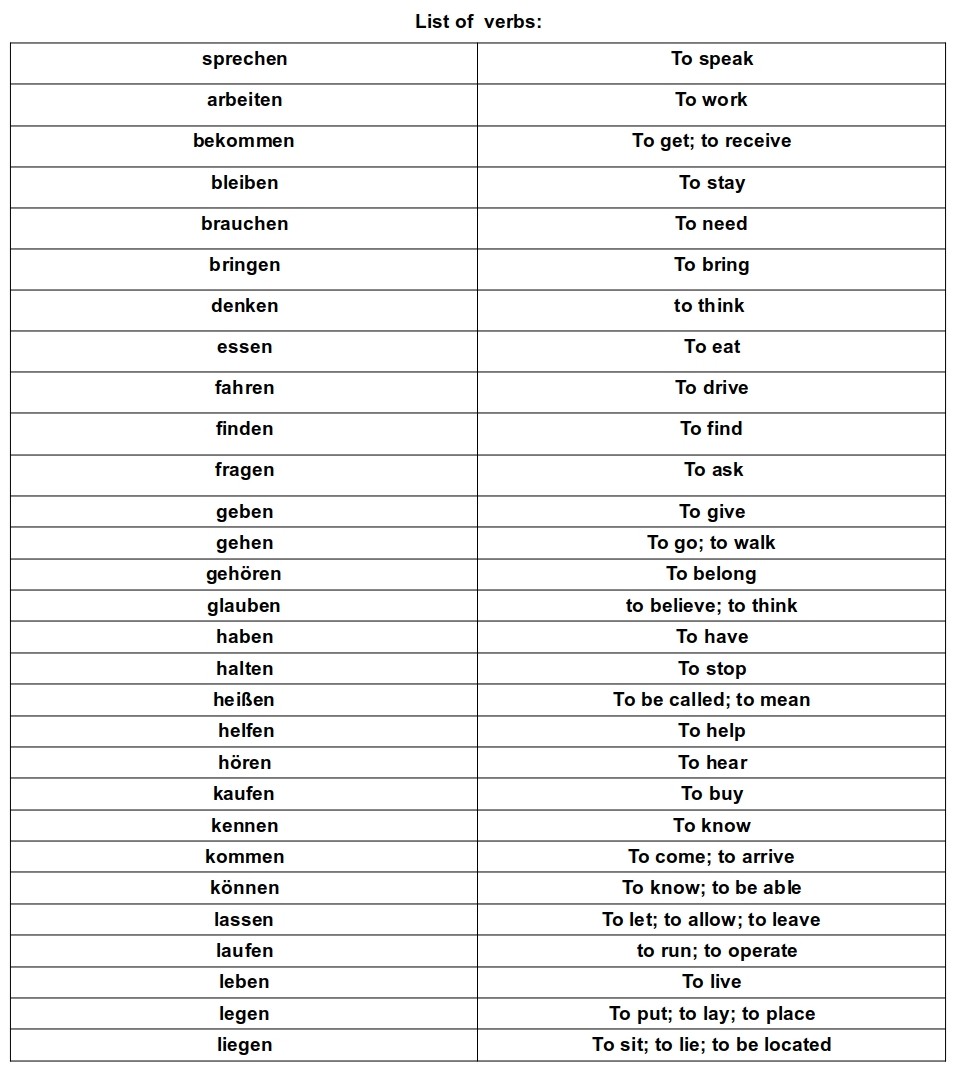 List of  verbs:
sprechen To speak
arbeiten To work
bekommen To get; to receive
bleiben To stay
brauchen To need
bringen To bring
denken to think
essen To eat
fahren To drive
finden To find
fragen To ask
geben To give
gehen To go; to walk
gehören To belong
glauben to believe; to think
haben To have
halten To stop
heißen To be called; to mean
helfen To help
hören To hear
kaufen To buy
kennen To know
kommen To come; to arrive
können To know; to be able
lassen To let; to allow; to leave
laufen to run; to operate
leben To live
legen To put; to lay; to place
liegen To sit; to lie; to be located